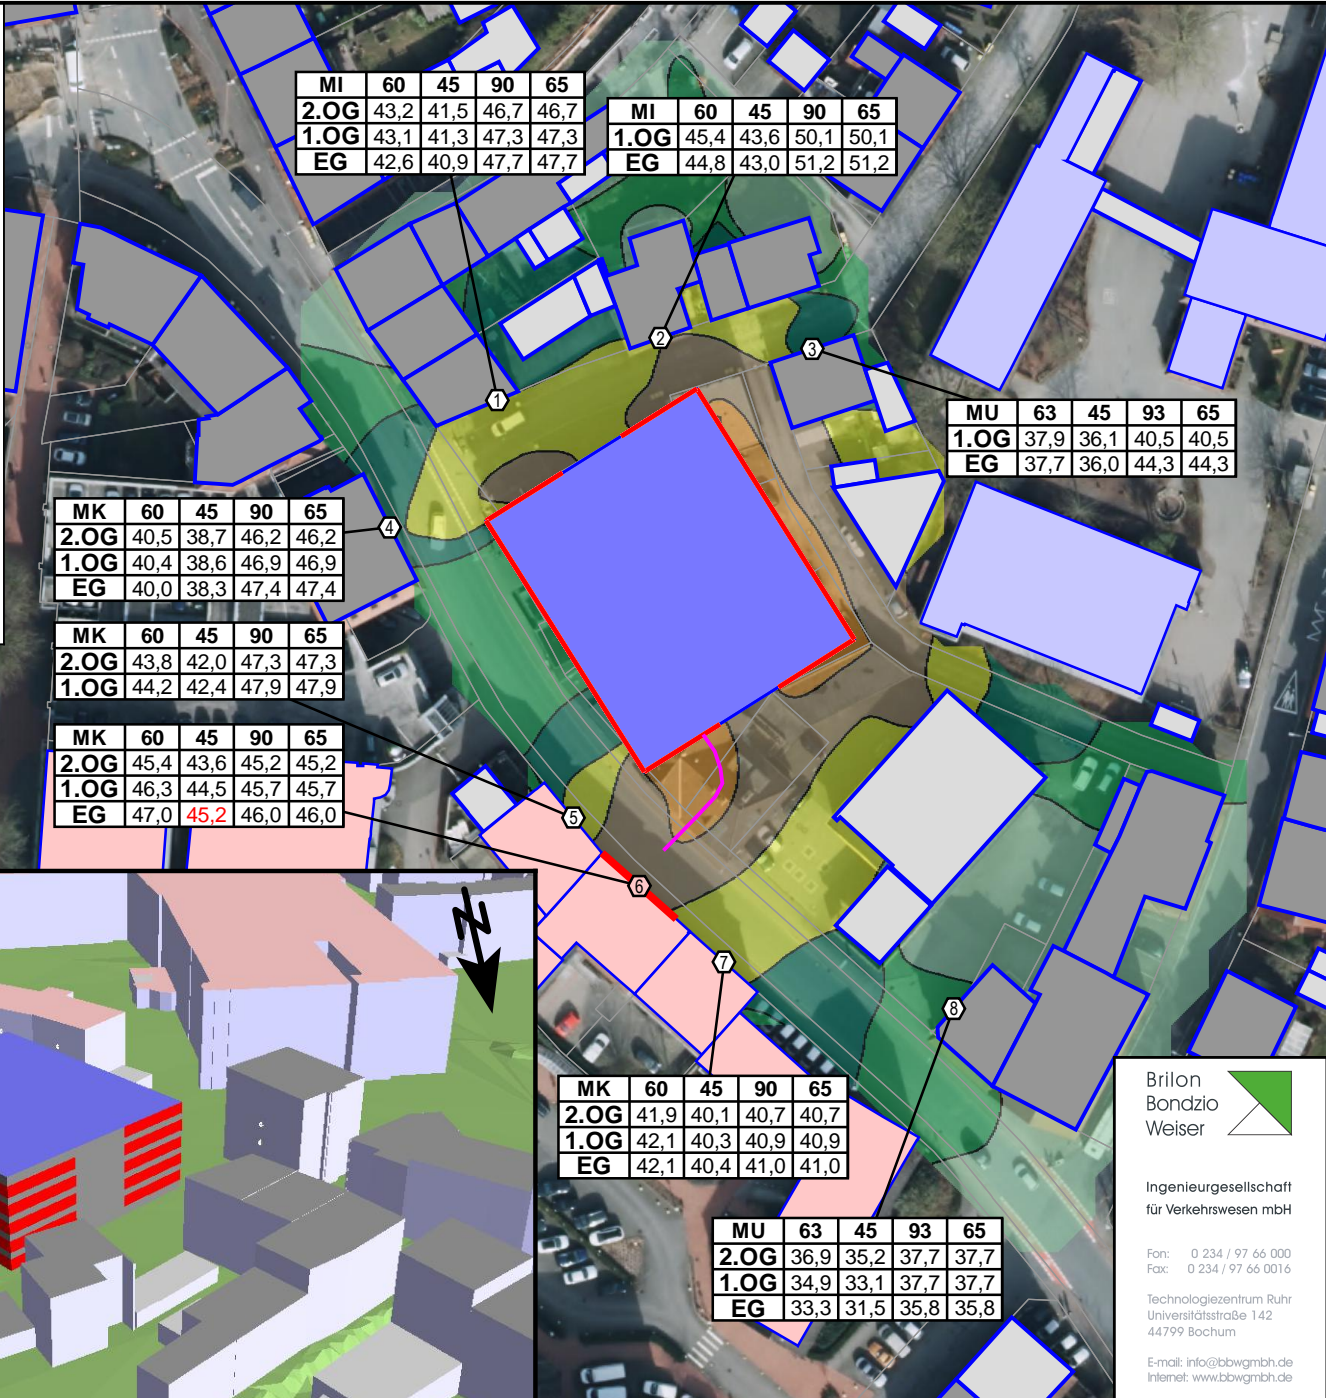 MI 60 45 90 65
2.OG 43,2 41,5 46,7 46,7
1.OG 43,1 41,3 47,3 47,3
EG 42,6 40,9 47,7 47,7
MI 60 45 90 65
1.OG 45,4 43,6 50,1 50,1
EG 44,8 43,0 51,2 51,2
2
3
1
MU 63 45 93 65
1.OG 37,9 36,1 40,5 40,5
EG 37,7 36,0 44,3 44,3
MK 60 45 90 65
2.OG 40,5 38,7 46,2 46,2
1.OG 40,4 38,6 46,9 46,9
EG 40,0 38,3 47,4 47,4
4
MK 60 45 90 65
2.OG 43,8 42,0 47,3 47,3
1.OG 44,2 42,4 47,9 47,9
MK 60 45 90 65
2.OG 45,4 43,6 45,2 45,2
1.OG 46,3 44,5 45,7 45,7
EG 47,0 45,2 46,0 46,0
5
6
7
8
N
MK 60 45 90 65
2.OG 41,9 40,1 40,7 40,7
1.OG 42,1 40,3 40,9 40,9
EG 42,1 40,4 41,0 41,0
MU 63 45 93 65
2.OG 36,9 35,2 37,7 37,7
1.OG 34,9 33,1 37,7 37,7
EG 33,3 31,5 35,8 35,8
Brilon
Bondzio
Weiser
Ingenieurgesellschaft
für Verkehrswesen mbH
Fon: 0 234 / 97 66 000
Fax: 0 234 / 97 66 0016
Technologiezentrum Ruhr
Universitätsstraße 142
44799 Bochum
E-mail: info@bbwgmbh.de
Internet: www.bbwgmbh.de